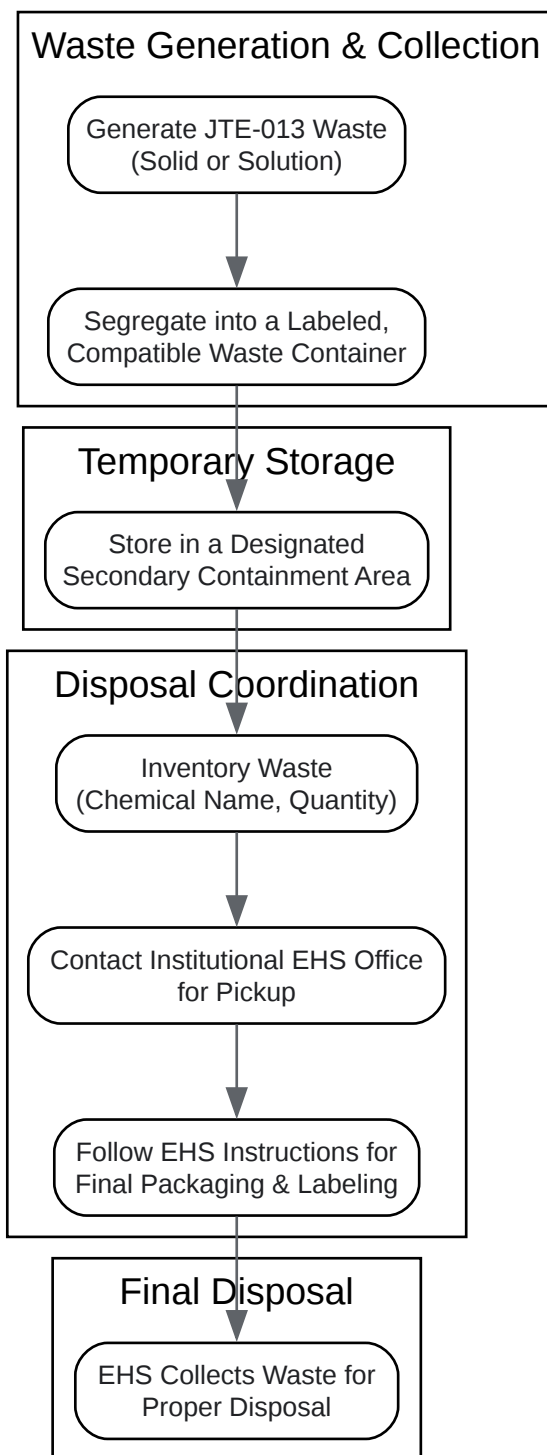 Waste Generation & Collection
Generate JTE-013 Waste
(Solid or Solution)
Segregate into a Labeled,
Compatible Waste Container
Temporary Storage
Store in a Designated
Secondary Containment Area
Disposal Coordination
Inventory Waste
(Chemical Name, Quantity)
Contact Institutional EHS Office
for Pickup
Follow EHS Instructions for
Final Packaging & Labeling
Final Disposal
EHS Collects Waste for
Proper Disposal